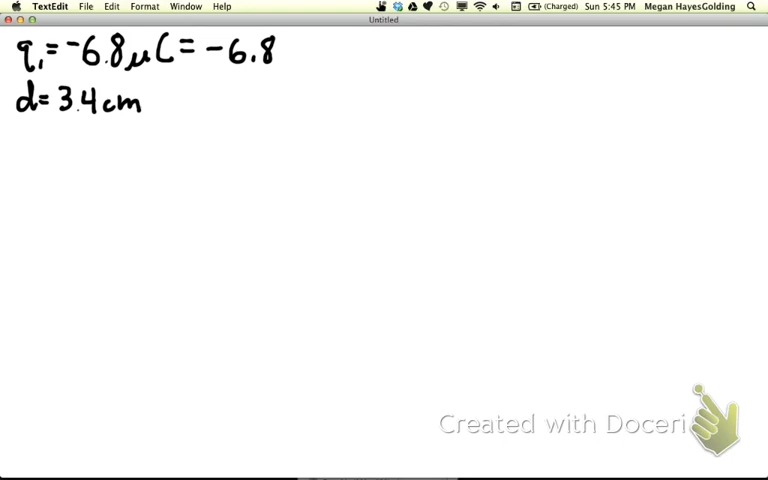 TextEdit File Edit Format Window Help (Charged) Sun 5:45 PM Megan HayesGolding
Untitled
q₁ = -6.8 μC = -6.8
d = 3.4 cm
Created with Doceri